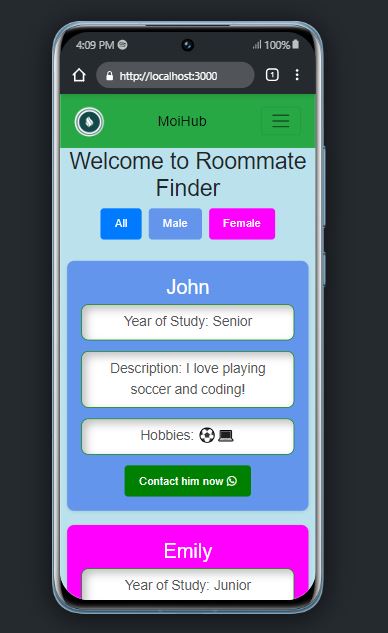 4:09 PM
100%
http://localhost:3000
1
MoiHub
Welcome to Roommate
Finder
All
Male
Female
John
Year of Study: Senior
Description: I love playing
soccer and coding!
Hobbies: ⚽💻
Contact him now
Emily
Year of Study: Junior